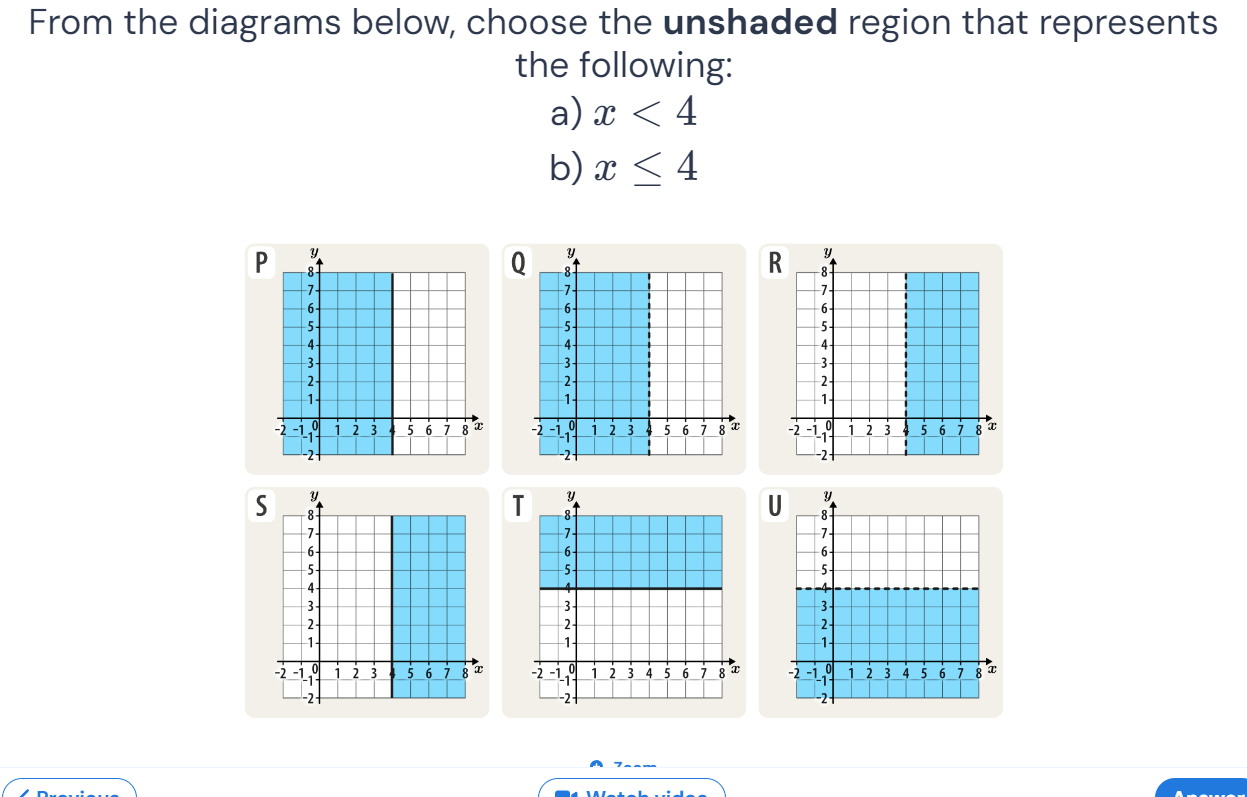 From the diagrams below, choose the unshaded region that represents
the following:
a) x < 4
b) x ≤ 4
P
y
8
7
6
5
4
3
2
1
-2 -1 0 1 2 3 4 5 6 7 8 x
-1
-2
Q
y
8
7
6
5
4
3
2
1
-2 -1 0 1 2 3 4 5 6 7 8 x
-1
-2
R
y
8
7
6
5
4
3
2
1
-2 -1 0 1 2 3 4 5 6 7 8 x
-1
-2
S
y
8
7
6
5
4
3
2
1
-2 -1 0 1 2 3 4 5 6 7 8 x
-1
-2
T
y
8
7
6
5
4
3
2
1
-2 -1 0 1 2 3 4 5 6 7 8 x
-1
-2
U
y
8
7
6
5
4
3
2
1
-2 -1 0 1 2 3 4 5 6 7 8 x
-1
-2
Zoom
Previous Watch video Answer